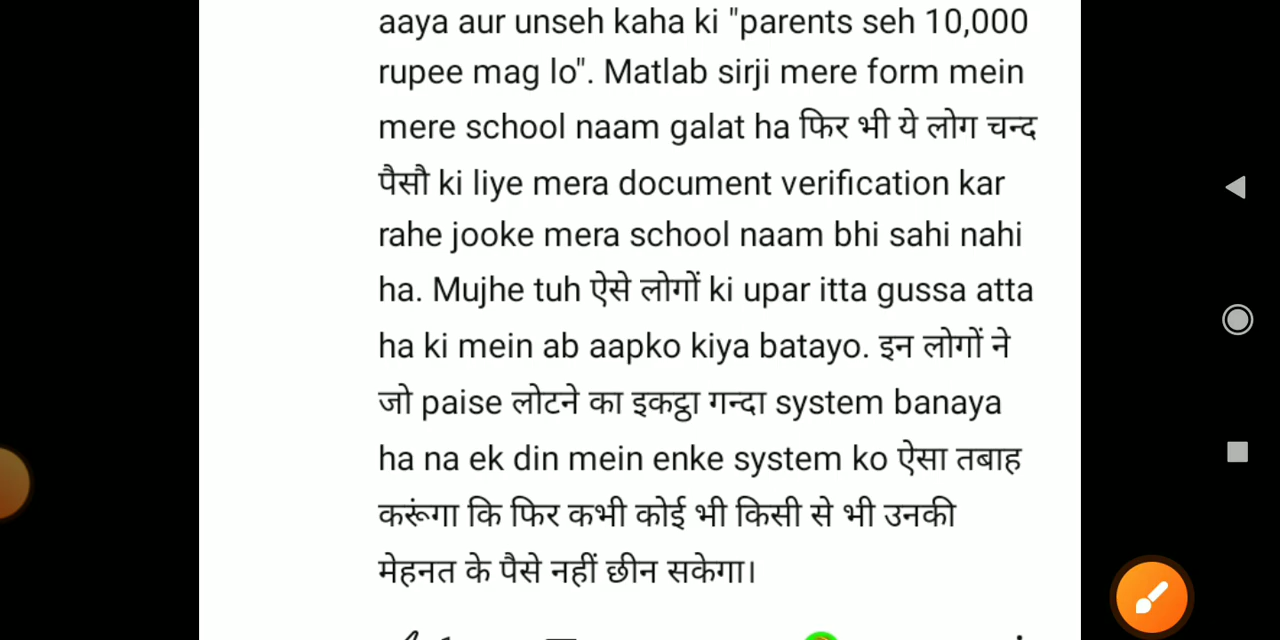 aaya aur unseh kaha ki "parents seh 10,000
rupee mag lo". Matlab sirji mere form mein
mere school naam galat ha फिर भी ये लोग चन्द
पैसौ ki liye mera document verification kar
rahe jooke mera school naam bhi sahi nahi
ha. Mujhe tuh ऐसे लोगों ki upar itta gussa atta
ha ki mein ab aapko kiya batayo. इन लोगों ने
जो paise लोटने का इकट्ठा गन्दा system banaya
ha na ek din mein enke system ko ऐसा तबाह
करूंगा कि फिर कभी कोई भी किसी से भी उनकी
मेहनत के पैसे नहीं छीन सकेगा।